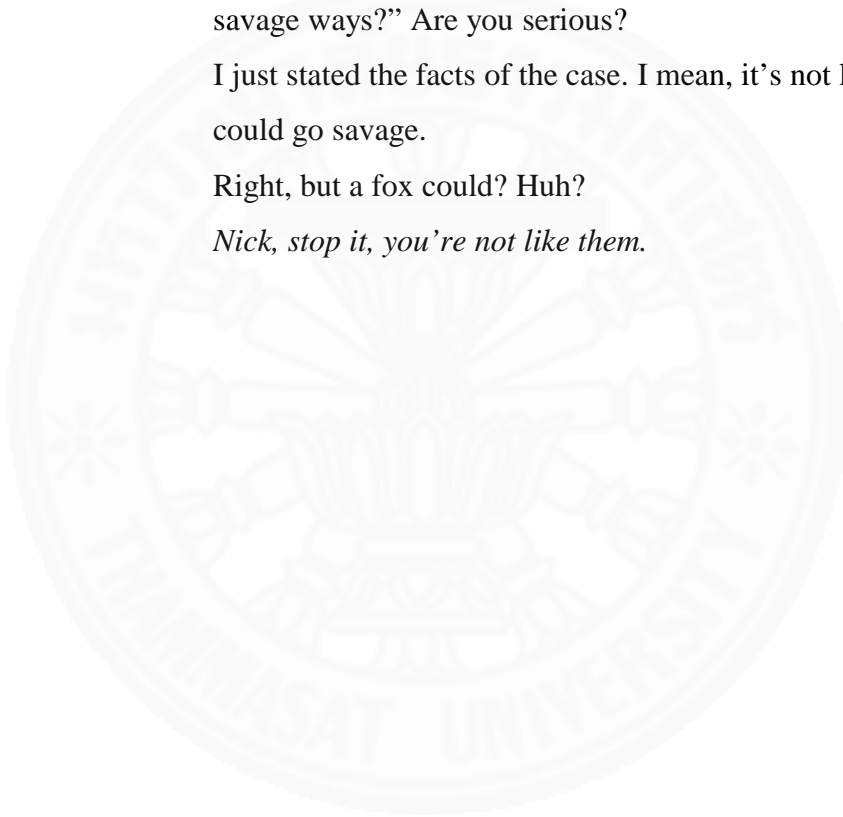 savage ways?” Are you serious?
I just stated the facts of the case. I mean, it's not
could go savage.
Right, but a fox could? Huh?
Nick, stop it, you're not like them.
THAMMASAT UNIVERSITY